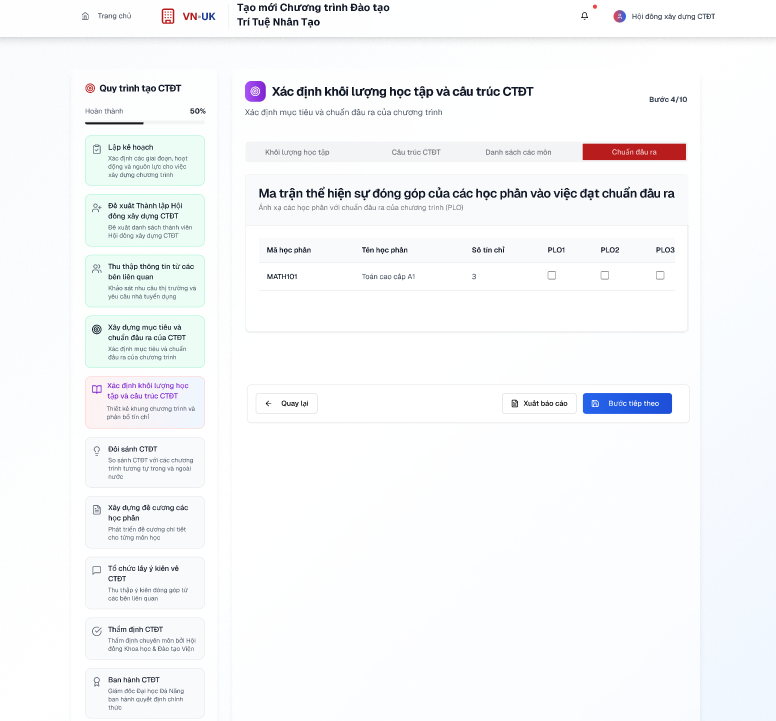 Trang chủ
VN-UK
Tạo mới Chương trình Đào tạo
Trí Tuệ Nhân Tạo
Hội đồng xây dựng CTĐT
Quy trình tạo CTĐT
Hoàn thành 50%
Lập kế hoạch
Xác định các giai đoạn, hoạt
động và nguồn lực cho việc
xây dựng chương trình
Đề xuất Thành lập Hội
đồng xây dựng CTĐT
Đề xuất danh sách thành viên
Hội đồng xây dựng CTĐT
Thu thập thông tin từ các
bên liên quan
Khảo sát nhu cầu thị trường và
yêu cầu nhà tuyển dụng
Xây dựng mục tiêu và
chuẩn đầu ra của CTĐT
Xác định mục tiêu và chuẩn
đầu ra của chương trình
Xác định khối lượng học
tập và cấu trúc CTĐT
Thiết kế khung chương trình và
phân bổ tín chỉ
Đối sánh CTĐT
So sánh CTĐT với các chương
trình tương tự trong và ngoài
nước
Xây dựng đề cương các
học phần
Phát triển đề cương chi tiết
cho từng môn học
Tổ chức lấy ý kiến về
CTĐT
Thu thập ý kiến đóng góp từ
các bên liên quan
Thẩm định CTĐT
Thẩm định chuyên môn bởi Hội
đồng Khoa học & Đào tạo Viện
Ban hành CTĐT
Giám đốc Đại học Đà Nẵng
ban hành quyết định chính
thức
Xác định khối lượng học tập và cấu trúc CTĐT
Bước 4/10
Xác định mục tiêu và chuẩn đầu ra của chương trình
Khối lượng học tập Cấu trúc CTĐT Danh sách các môn Chuẩn đầu ra
Ma trận thể hiện sự đóng góp của các học phần vào việc đạt chuẩn đầu ra
Ánh xạ các học phần với chuẩn đầu ra của chương trình (PLO)
Mã học phần Tên học phần Số tín chỉ PLO1 PLO2 PLO3
MATH101 Toán cao cấp A1 3
Quay lại Xuất báo cáo Bước tiếp theo